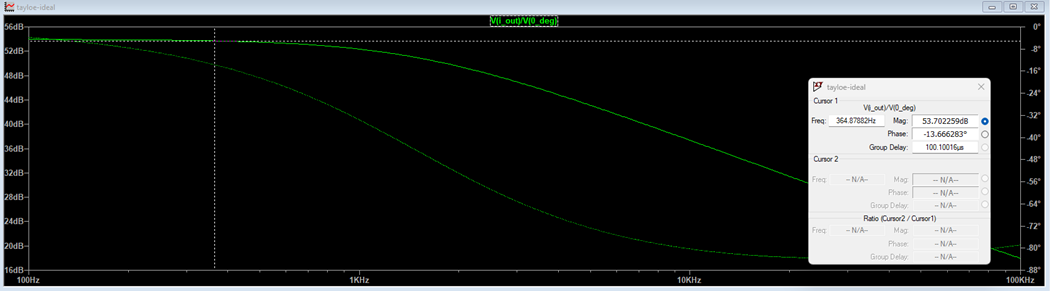 tayloe-ideal
V(i_out)/V(0_deg)
56dB 0°
52dB -8°
48dB -16°
44dB -24°
40dB -32°
36dB -40°
32dB -48°
28dB -56°
24dB -64°
20dB -72°
-80°
16dB -88°
100Hz 1KHz 10KHz 100KHz
tayloe-ideal
Cursor 1
V(i_out)/V(0_deg)
Freq: 364.87882Hz Mag: 53.702259dB
Phase: -13.666283°
Group Delay: 100.10016µs
Cursor 2
Freq: -- N/A-- Mag: -- N/A--
Phase: -- N/A--
Group Delay: -- N/A--
Ratio (Cursor2 / Cursor1)
Freq: -- N/A-- Mag: -- N/A--
Phase: -- N/A--
Group Delay: -- N/A--